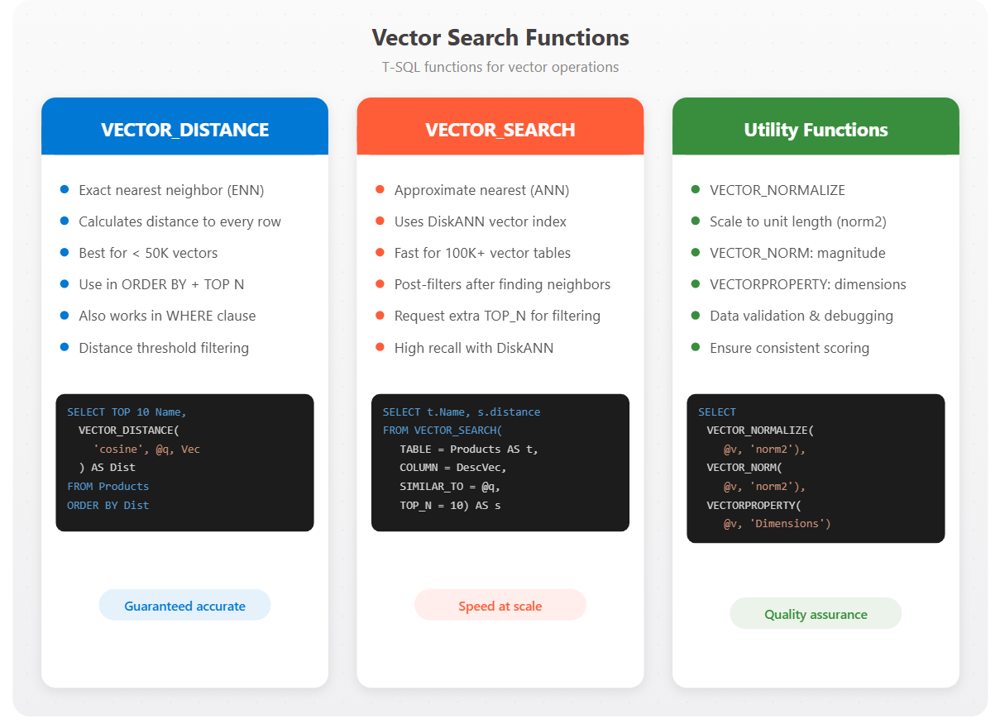 Vector Search Functions
T-SQL functions for vector operations
VECTOR_DISTANCE
Exact nearest neighbor (ENN)
Calculates distance to every row
Best for < 50K vectors
Use in ORDER BY + TOP N
Also works in WHERE clause
Distance threshold filtering
SELECT TOP 10 Name,
VECTOR_DISTANCE(
'cosine', @q, Vec
) AS Dist
FROM Products
ORDER BY Dist
Guaranteed accurate
VECTOR_SEARCH
Approximate nearest (ANN)
Uses DiskANN vector index
Fast for 100K+ vector tables
Post-filters after finding neighbors
Request extra TOP_N for filtering
High recall with DiskANN
SELECT t.Name, s.distance
FROM VECTOR_SEARCH(
TABLE = Products AS t,
COLUMN = DescVec,
SIMILAR_TO = @q,
TOP_N = 10) AS s
Speed at scale
Utility Functions
VECTOR_NORMALIZE
Scale to unit length (norm2)
VECTOR_NORM: magnitude
VECTORPROPERTY: dimensions
Data validation & debugging
Ensure consistent scoring
SELECT
VECTOR_NORMALIZE(
@v, 'norm2'),
VECTOR_NORM(
@v, 'norm2'),
VECTORPROPERTY(
@v, 'Dimensions')
Quality assurance